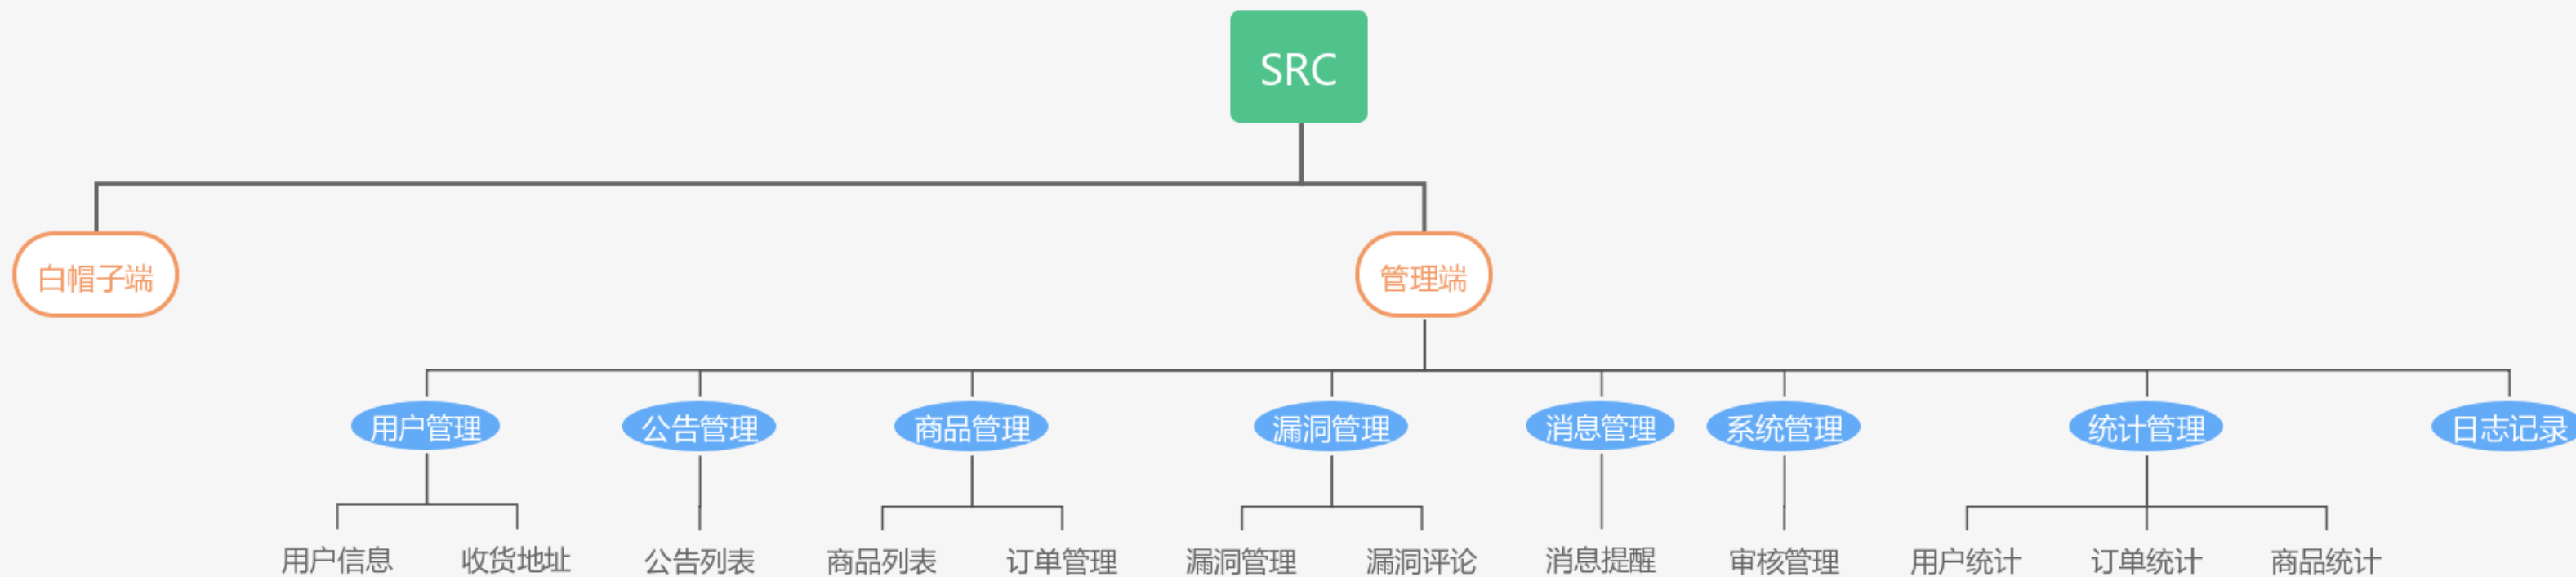 SRC
白帽子端
管理端
用户管理
公告管理
商品管理
漏洞管理
消息管理
系统管理
统计管理
日志记录
用户信息
收货地址
公告列表
商品列表
订单管理
漏洞管理
漏洞评论
消息提醒
审核管理
用户统计
订单统计
商品统计